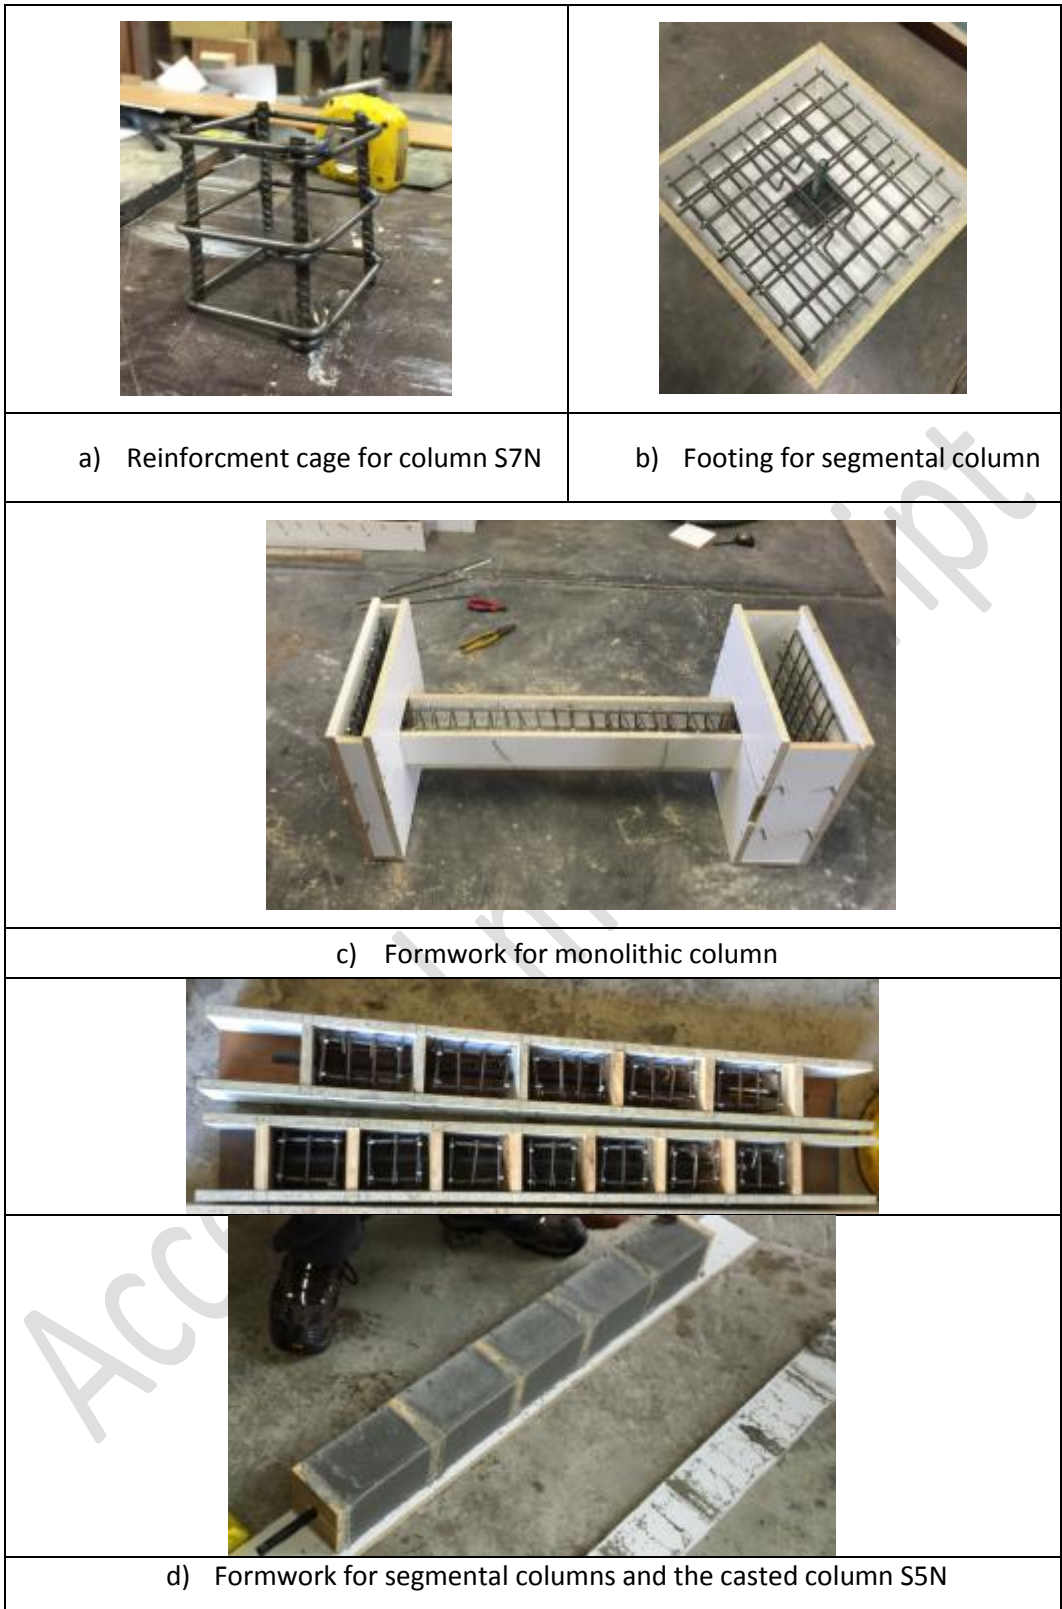 a) Reinforcment cage for column S7N
b) Footing for segmental column
c) Formwork for monolithic column
d) Formwork for segmental columns and the casted column S5N